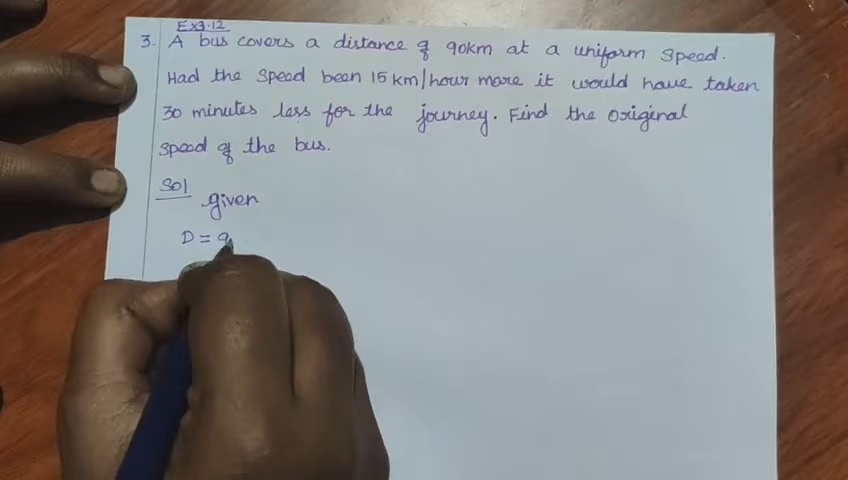 Ex3.12
3. A bus covers a distance of 90km at a uniform speed.
Had the speed been 15 km/hour more it would have taken
30 minutes less for the journey. Find the original
speed of the bus.
Sol
given
D = 9